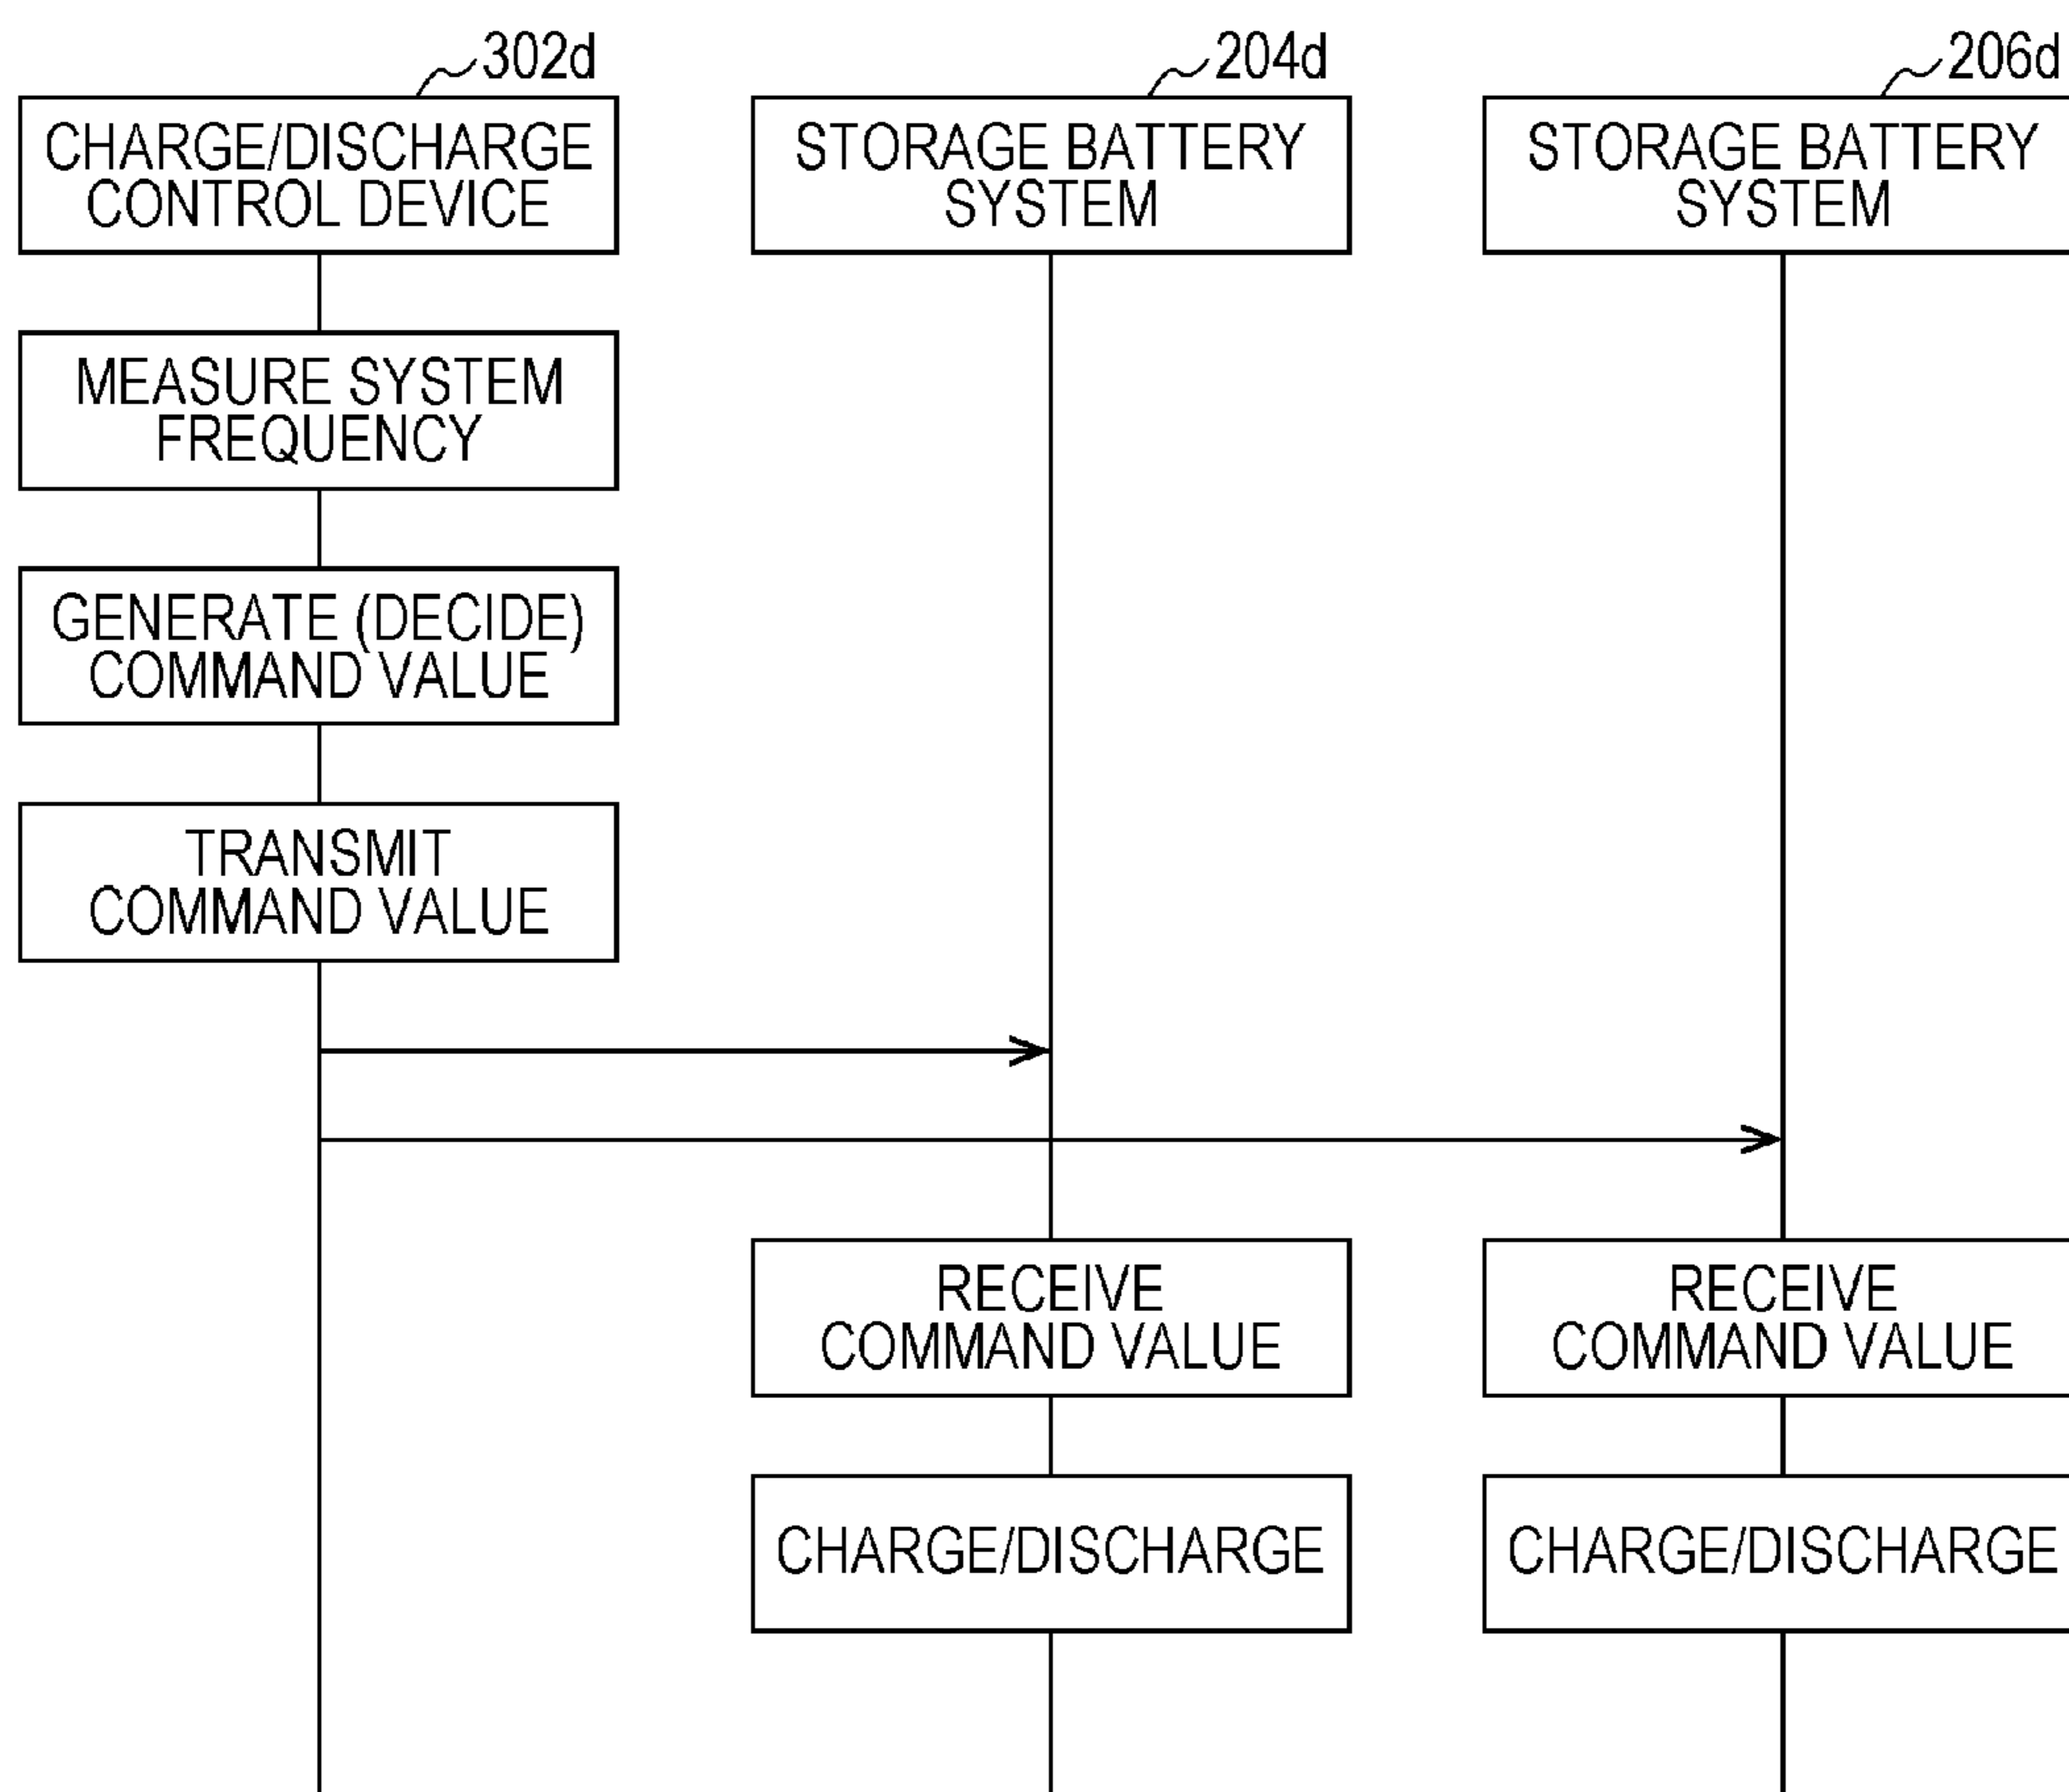 302d
204d
206d
CHARGE/DISCHARGE
CONTROL DEVICE
STORAGE BATTERY
SYSTEM
STORAGE BATTERY
SYSTEM
MEASURE SYSTEM
FREQUENCY
GENERATE (DECIDE)
COMMAND VALUE
TRANSMIT
COMMAND VALUE
RECEIVE
COMMAND VALUE
RECEIVE
COMMAND VALUE
CHARGE/DISCHARGE
CHARGE/DISCHARGE